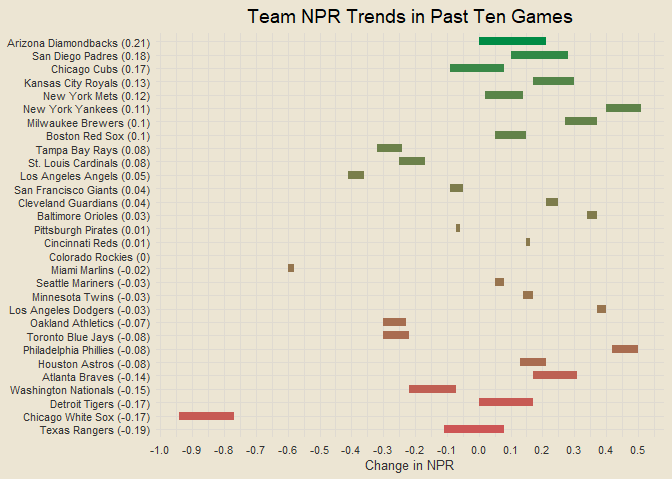 Team NPR Trends in Past Ten Games
Arizona Diamondbacks (0.21)
San Diego Padres (0.18)
Chicago Cubs (0.17)
Kansas City Royals (0.13)
New York Mets (0.12)
New York Yankees (0.11)
Milwaukee Brewers (0.1)
Boston Red Sox (0.1)
Tampa Bay Rays (0.08)
St. Louis Cardinals (0.08)
Los Angeles Angels (0.05)
San Francisco Giants (0.04)
Cleveland Guardians (0.04)
Baltimore Orioles (0.03)
Pittsburgh Pirates (0.01)
Cincinnati Reds (0.01)
Colorado Rockies (0)
Miami Marlins (-0.02)
Seattle Mariners (-0.03)
Minnesota Twins (-0.03)
Los Angeles Dodgers (-0.03)
Oakland Athletics (-0.07)
Toronto Blue Jays (-0.08)
Philadelphia Phillies (-0.08)
Houston Astros (-0.08)
Atlanta Braves (-0.14)
Washington Nationals (-0.15)
Detroit Tigers (-0.17)
Chicago White Sox (-0.17)
Texas Rangers (-0.19)
-1.0 -0.9 -0.8 -0.7 -0.6 -0.5 -0.4 -0.3 -0.2 -0.1 0.0 0.1 0.2 0.3 0.4 0.5
Change in NPR